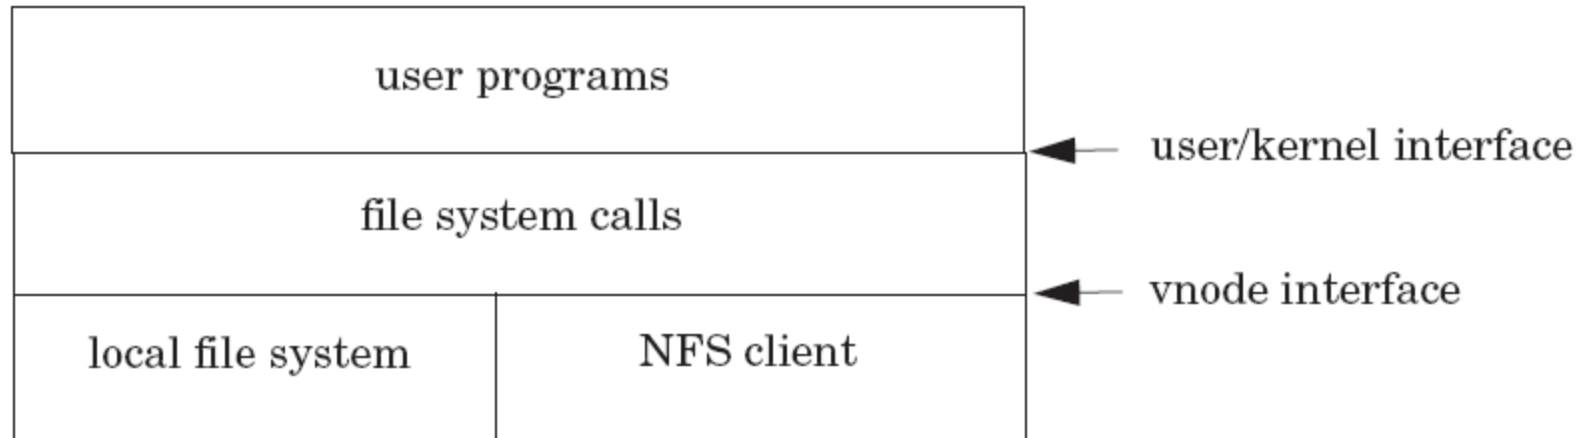 user programs
user/kernel interface
file system calls
vnode interface
local file system
NFS client